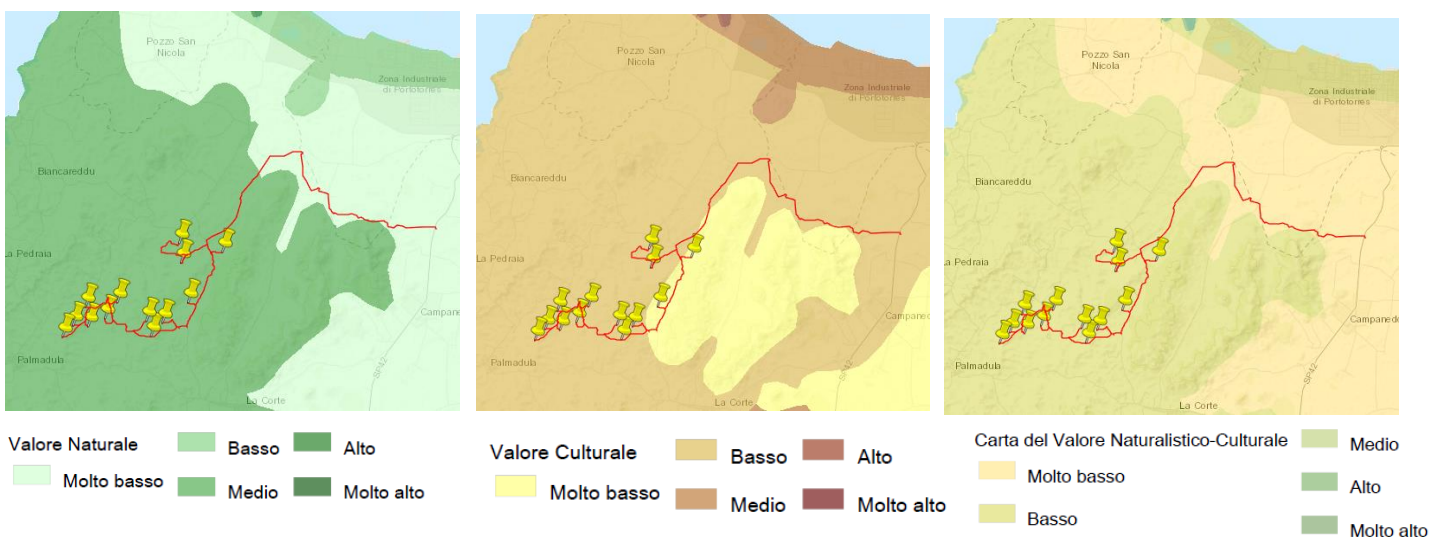 Pozzo San
Nicola
Zona Industriale
di Portotorres
Biancareddu
La Pedraia
Palmadula
La Corte
SP42
Valore Naturale
Molto basso
Basso
Medio
Alto
Molto alto
Pozzo San
Nicola
Zona Industriale
di Portotorres
Biancareddu
La Pedraia
Palmadula
La Corte
SP42
Valore Culturale
Molto basso
Basso
Medio
Alto
Molto alto
Pozzo San
Nicola
Zona Industriale
di Portotorres
Biancareddu
La Pedraia
Palmadula
La Corte
SP42
Carta del Valore Naturalistico-Culturale
Molto basso
Basso
Medio
Alto
Molto alto